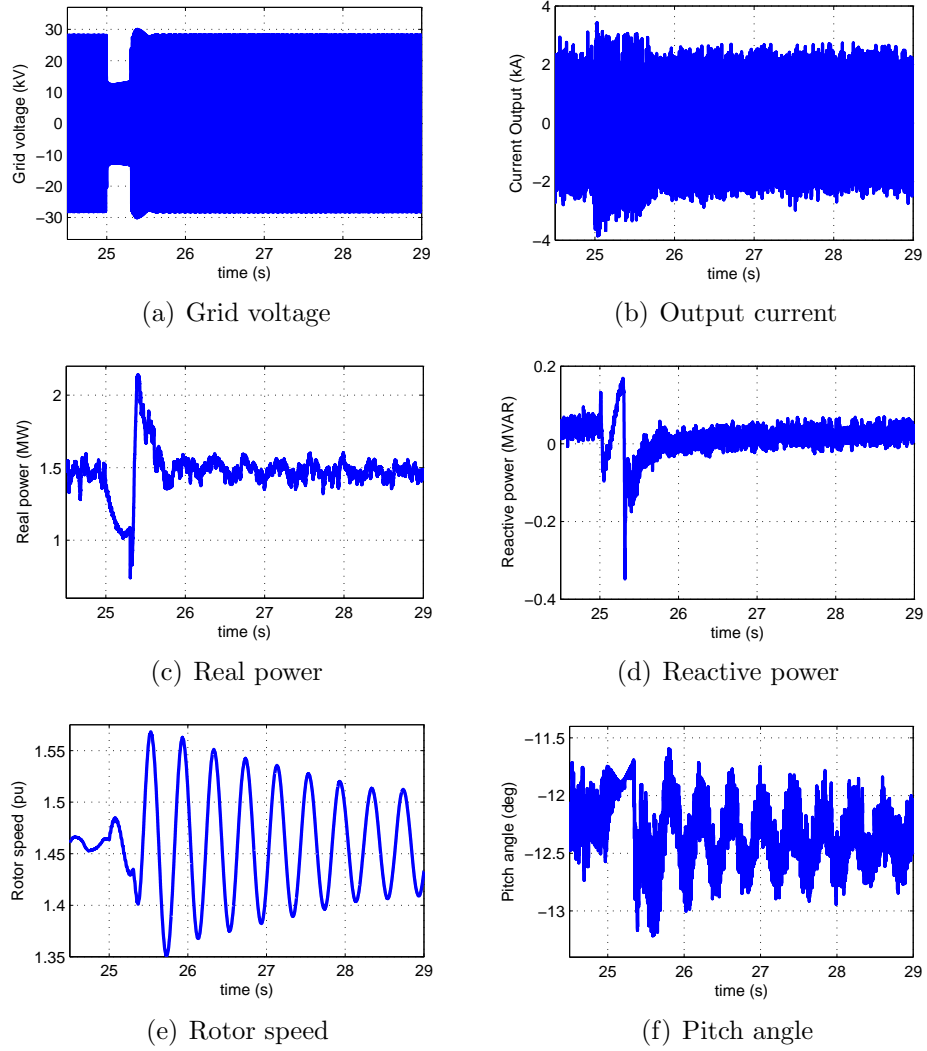 30
20
10
0
−10
−20
−30
Grid voltage (kV)
25 26 27 28 29
time (s)
(a) Grid voltage
4
2
0
−2
−4
Current Output (kA)
25 26 27 28 29
time (s)
(b) Output current
2
1.5
1
Real power (MW)
25 26 27 28 29
time (s)
(c) Real power
0.2
0
−0.2
−0.4
Reactive power (MVAR)
25 26 27 28 29
time (s)
(d) Reactive power
1.55
1.5
1.45
1.4
1.35
Rotor speed (pu)
25 26 27 28 29
time (s)
(e) Rotor speed
−11.5
−12
−12.5
−13
Pitch angle (deg)
25 26 27 28 29
time (s)
(f) Pitch angle